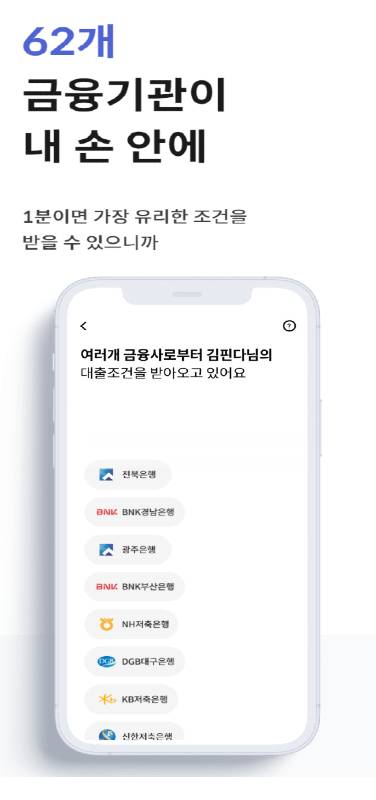 62개
금융기관이
내 손 안에
1분이면 가장 유리한 조건을
받을 수 있으니까
여러개 금융사로부터 김핀다님의
대출조건을 받아오고 있어요
전북은행
BNK BNK경남은행
광주은행
BNK BNK부산은행
NH저축은행
DGB DGB대구은행
KB저축은행
신한저축은행